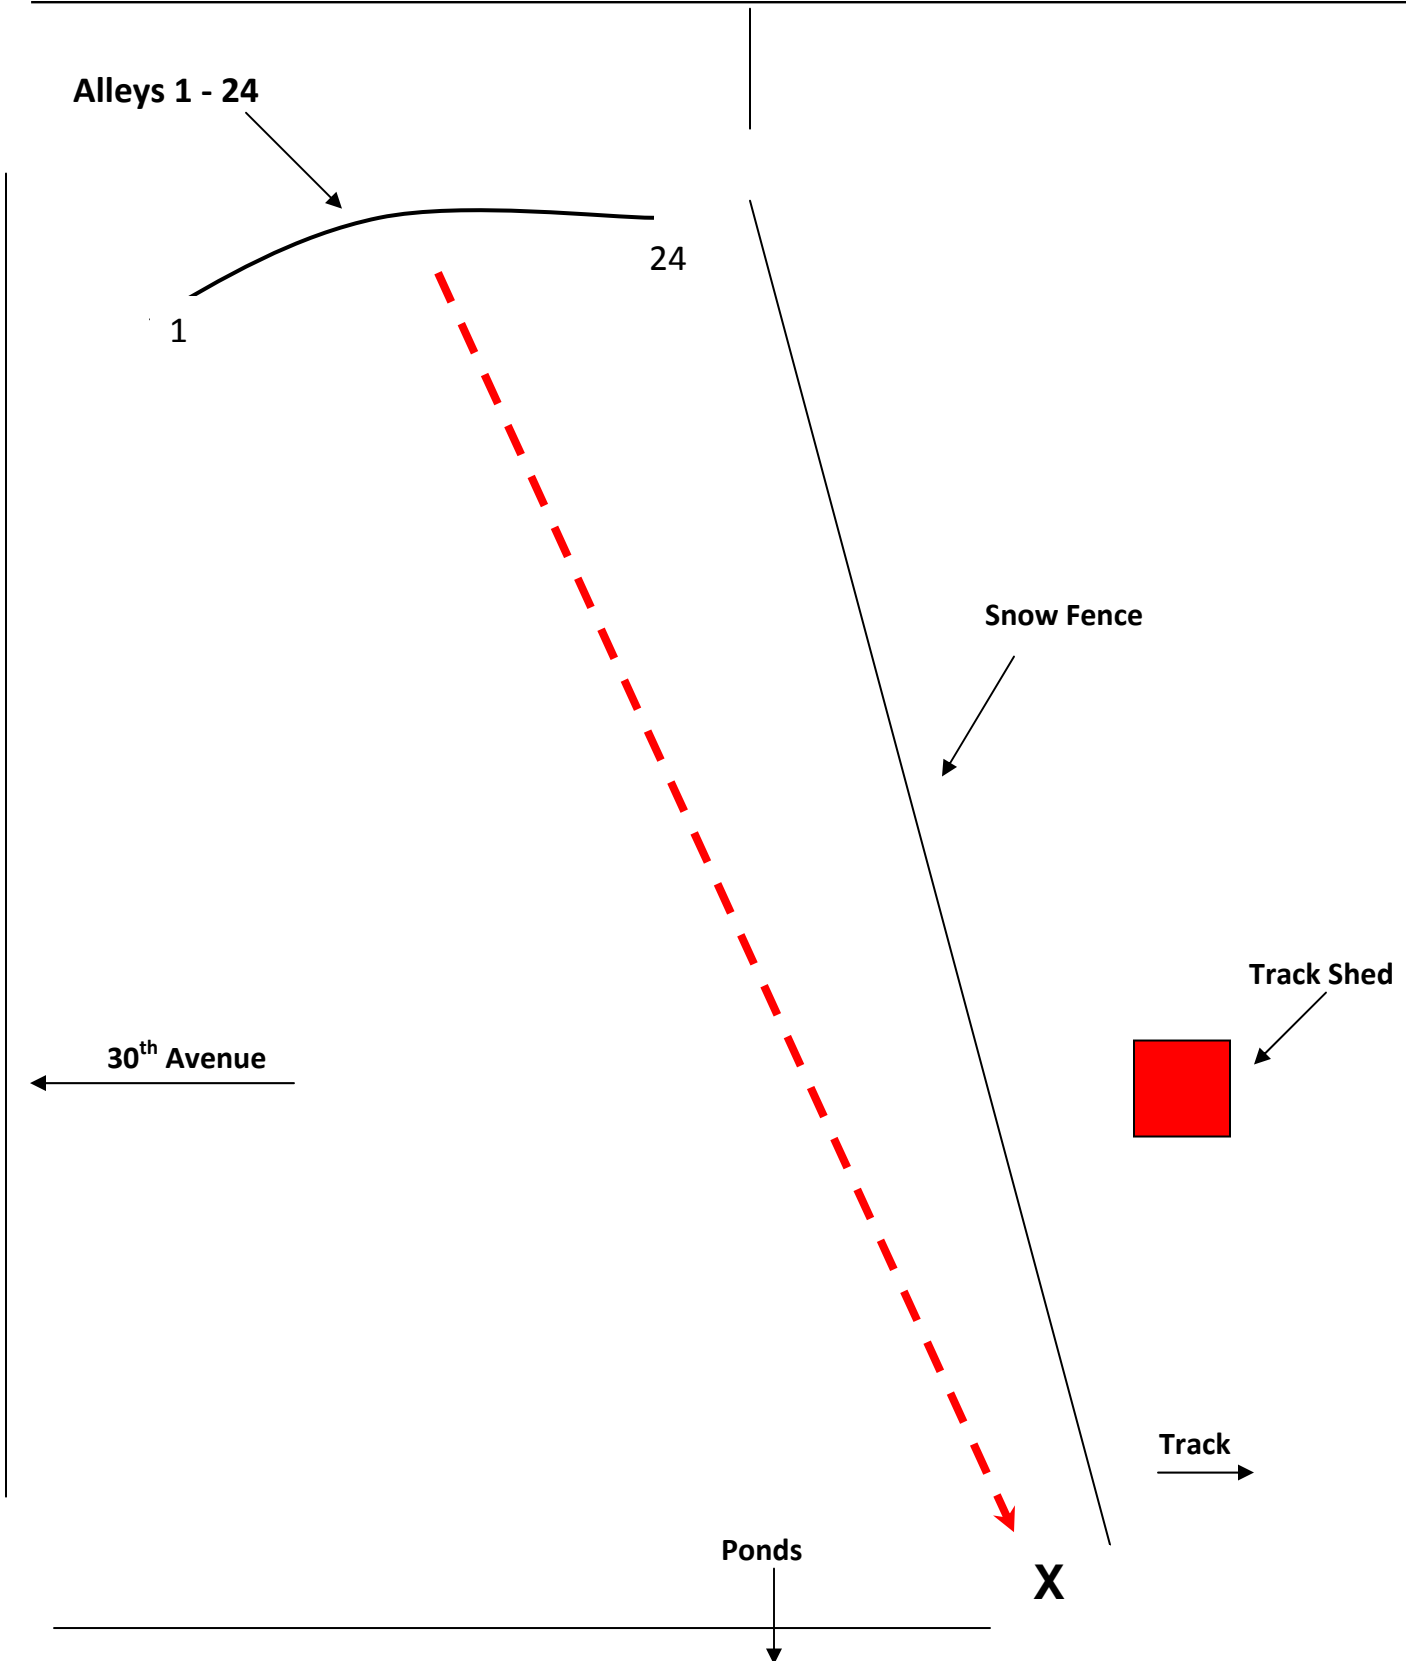 Alleys 1 - 24
24
1
Snow Fence
Track Shed
30th Avenue
Track
Ponds
X